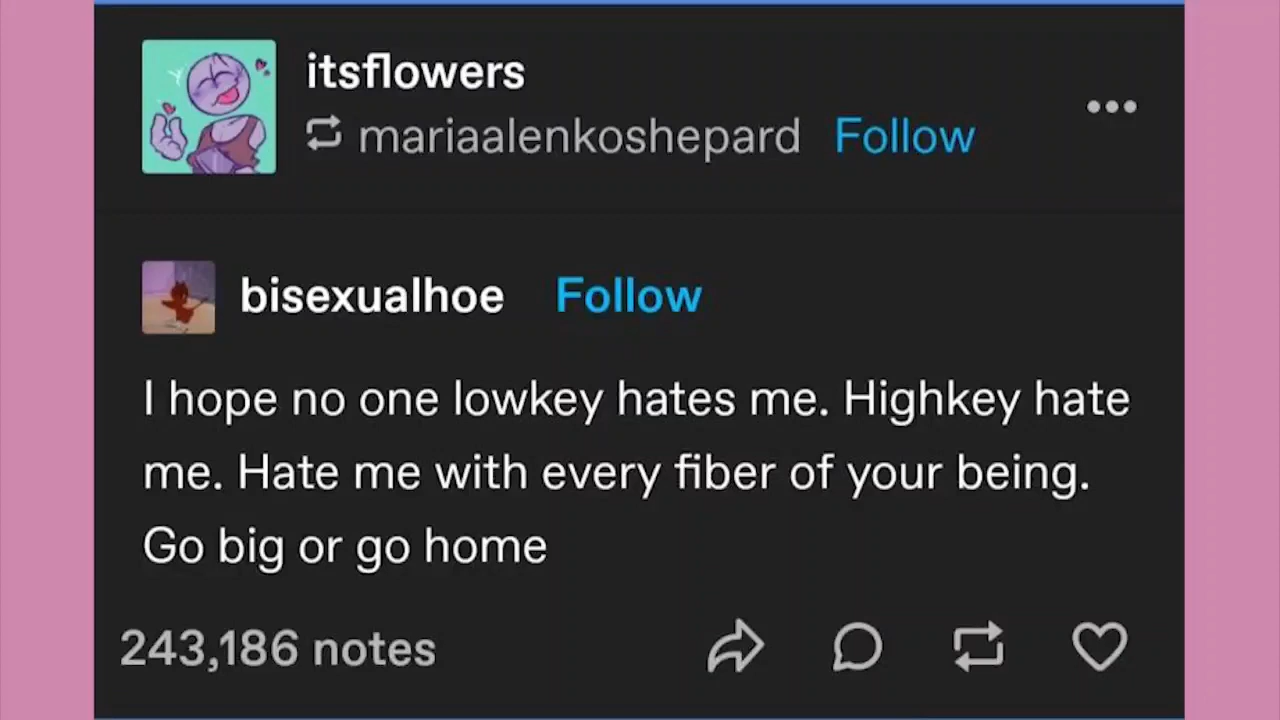 itsflowers
mariaalenkoshepard Follow
bisexualhoe Follow
I hope no one lowkey hates me. Highkey hate
me. Hate me with every fiber of your being.
Go big or go home
243,186 notes